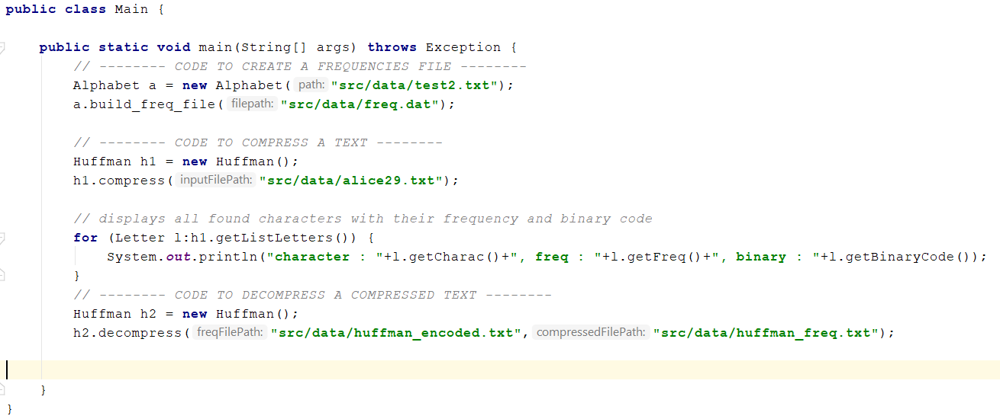 public class Main {
public static void main(String[] args) throws Exception {
// -------- CODE TO CREATE A FREQUENCIES FILE --------
Alphabet a = new Alphabet( path: "src/data/test2.txt");
a.build_freq_file( filepath: "src/data/freq.dat");
// -------- CODE TO COMPRESS A TEXT --------
Huffman h1 = new Huffman();
h1.compress( inputFilePath: "src/data/alice29.txt");
// displays all found characters with their frequency and binary code
for (Letter l:h1.getListLetters()) {
System.out.println("character : "+l.getCharac()+", freq : "+l.getFreq()+", binary : "+l.getBinaryCode());
}
// -------- CODE TO DECOMPRESS A COMPRESSED TEXT --------
Huffman h2 = new Huffman();
h2.decompress( freqFilePath: "src/data/huffman_encoded.txt", compressedFilePath: "src/data/huffman_freq.txt");
}
}